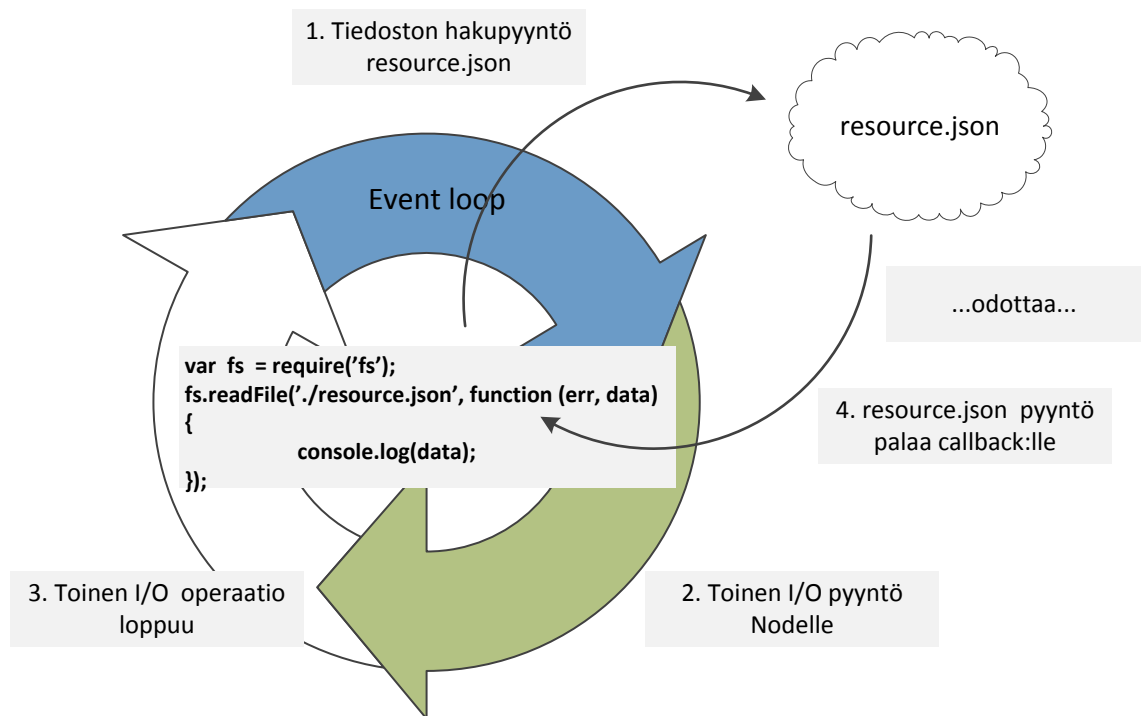 1. Tiedoston hakupyyntö
resource.json
resource.json
Event loop
...odottaa...
var fs = require(’fs’);
fs.readFile(’./resource.json’, function (err, data)
{
console.log(data);
});
4. resource.json pyyntö
palaa callback:lle
3. Toinen I/O operaatio
loppuu
2. Toinen I/O pyyntö
Nodelle